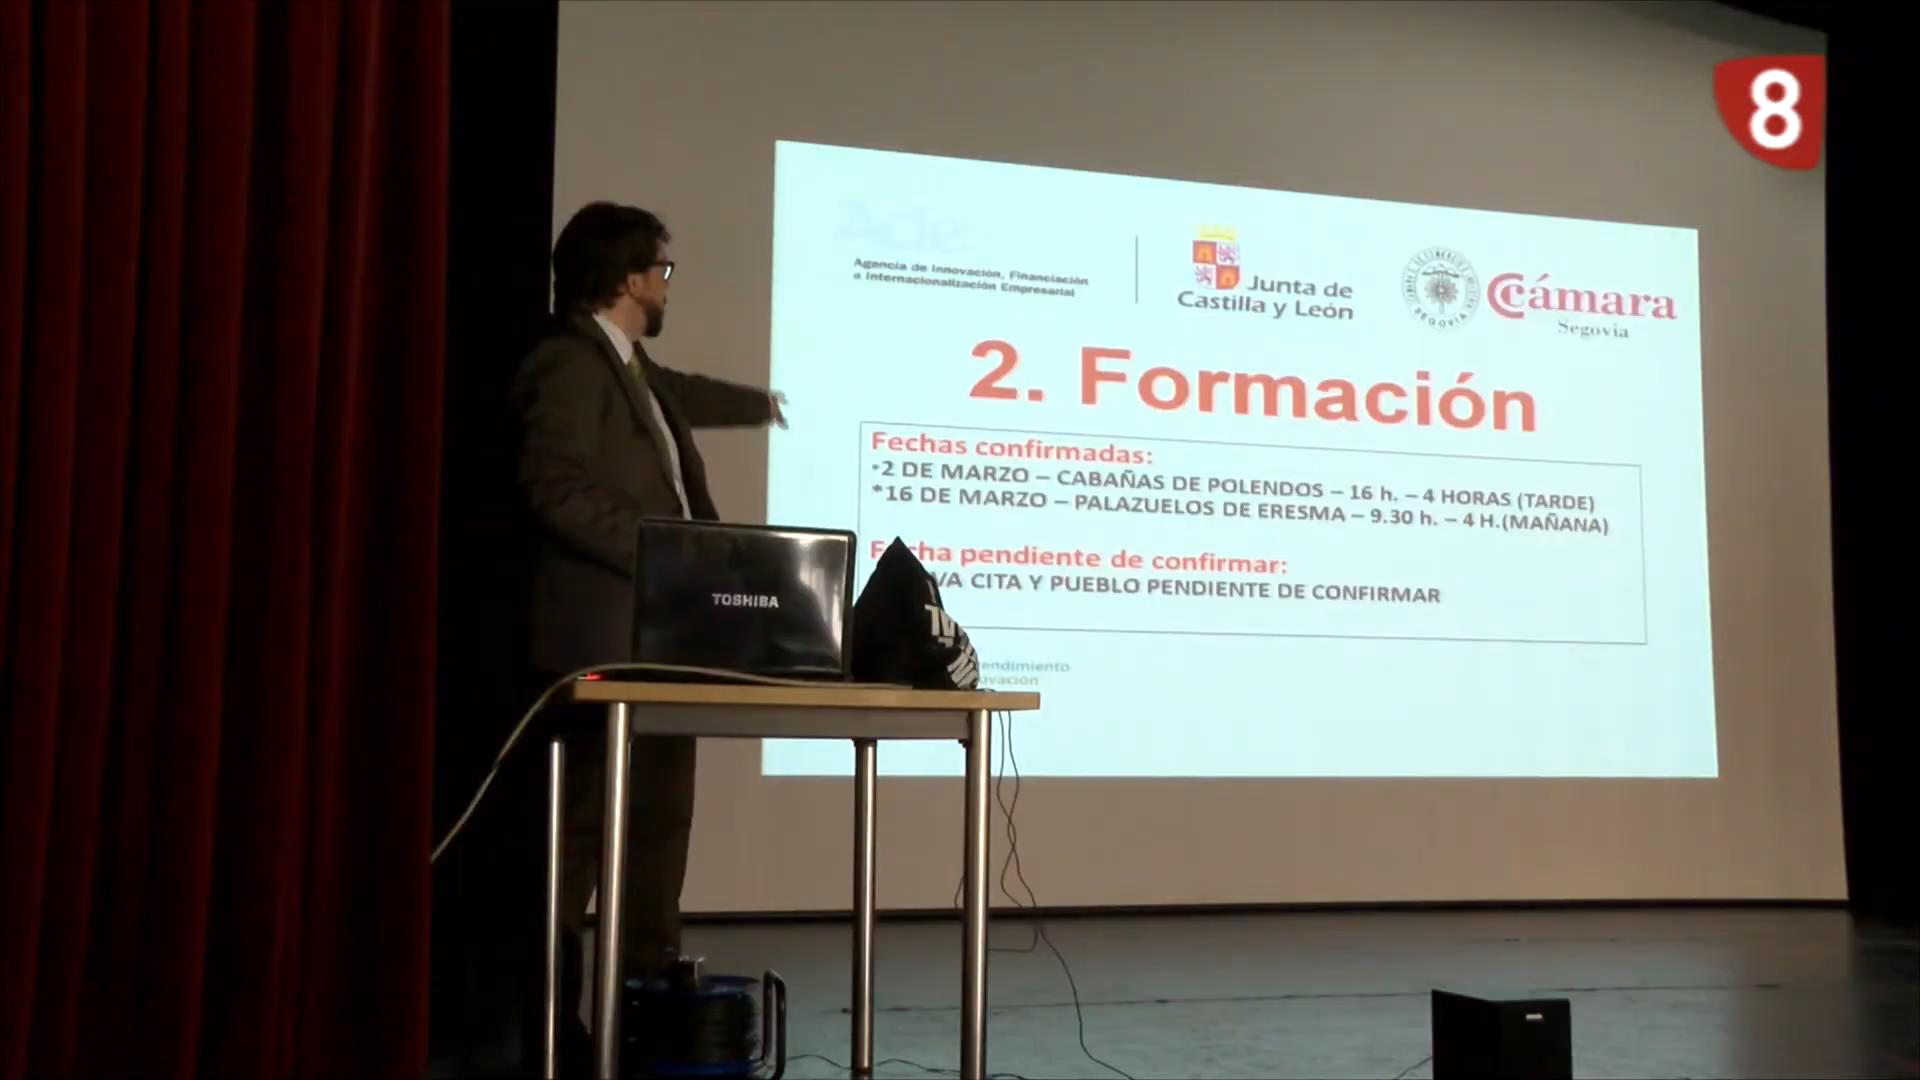 8
Ade
Agencia de Innovación, Financiación
e Internacionalización Empresarial
Junta de
Castilla y León
SEGOVIA
Cámara
Segovia
2. Formación
Fechas confirmadas:
•2 DE MARZO – CABAÑAS DE POLENDOS – 16 h. – 4 HORAS (TARDE)
*16 DE MARZO – PALAZUELOS DE ERESMA – 9.30 h. – 4 H.(MAÑANA)
pendiente de confirmar:
CITA Y PUEBLO PENDIENTE DE CONFIRMAR
TOSHIBA